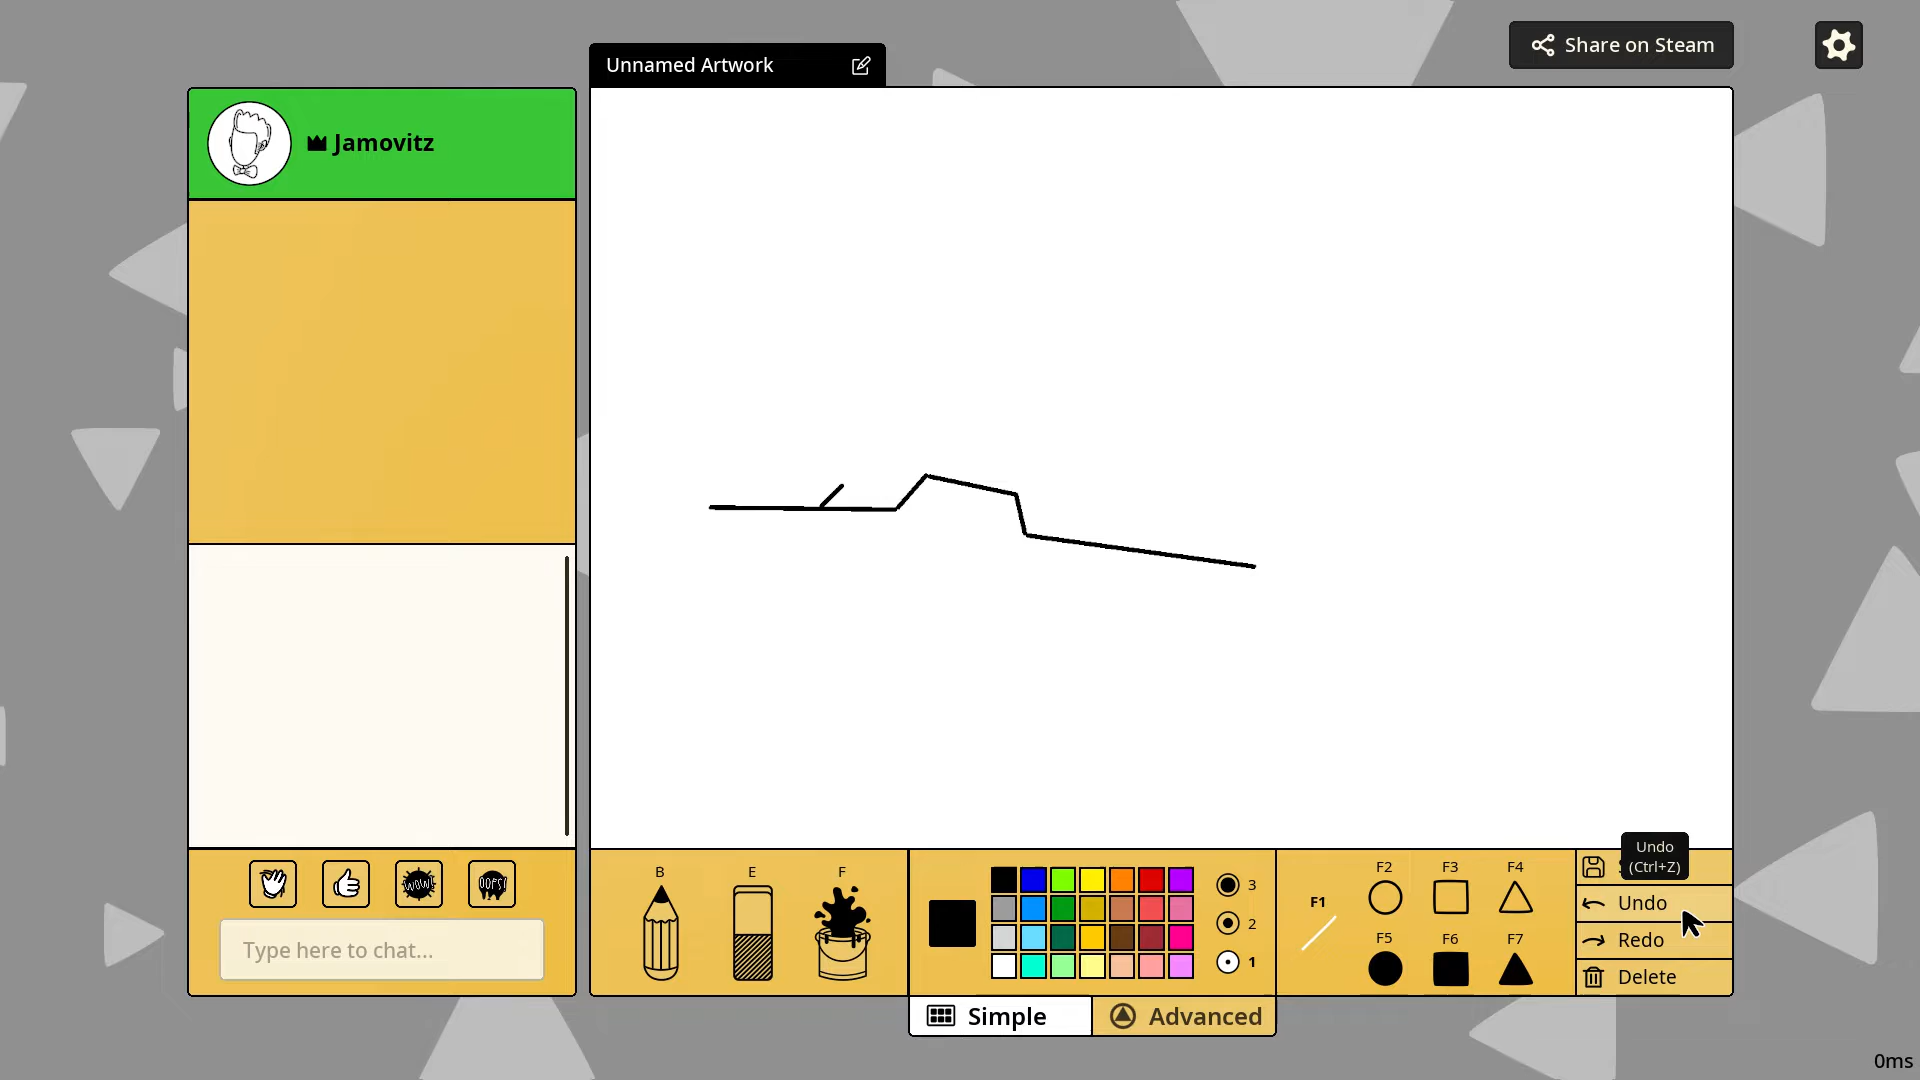 Share on Steam
Unnamed Artwork
Jamovitz
WOW!
OOPS!
Type here to chat...
B
E
F
3
2
1
F1
F2
F3
F4
F5
F6
F7
Undo
(Ctrl+Z)
Undo
Redo
Delete
Simple
Advanced
0ms